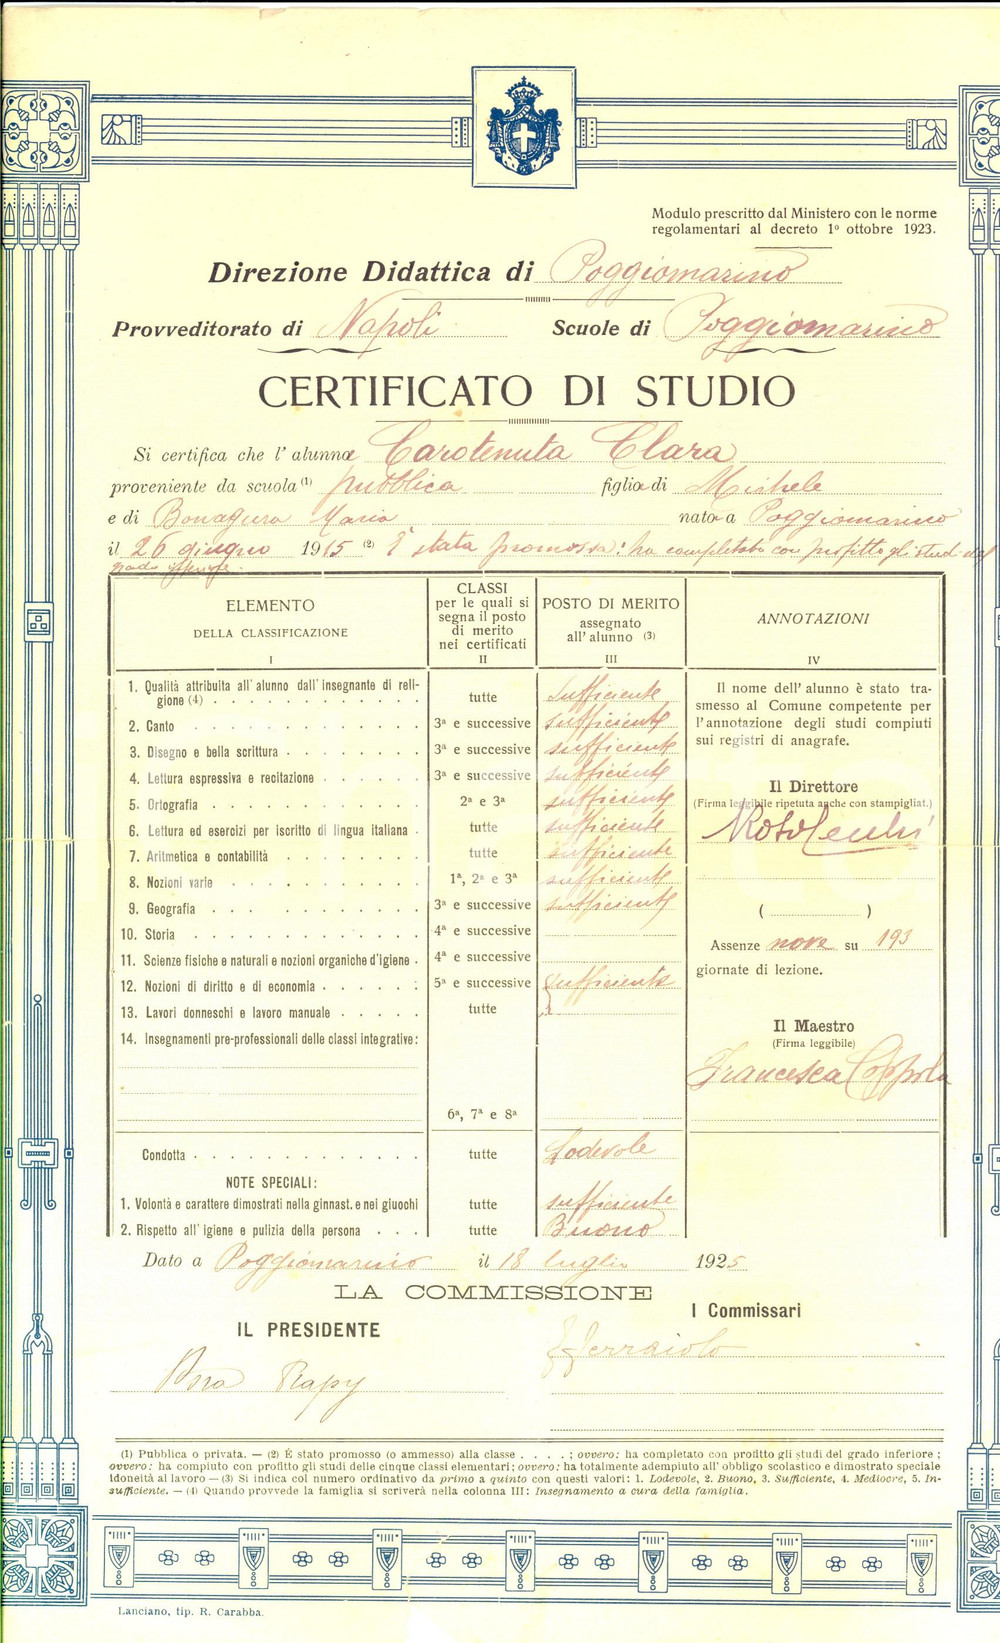 Modulo prescritto dal Ministero con le norme
regolamentari al decreto 1º ottobre 1923.
Direzione Didattica di Poggiomarino
Provveditorato di Napoli Scuole di Poggiomarino
CERTIFICATO DI STUDIO
Si certifica che l'alunna Carotenuta Clara
proveniente da scuola (1) pubblica figlia di Michele
e di Bonagura Maria nata a Poggiomarino
il 26 giugno 1915 (2) È stata promossa: ha completato con profitto gli studi del
grado inferiore.
ELEMENTO
DELLA CLASSIFICAZIONE
I
CLASSI
per le quali si
segna il posto
di merito
nei certificati
II
POSTO DI MERITO
assegnato
all'alunno (3)
III
ANNOTAZIONI
IV
1. Qualità attribuita all'alunno dall'insegnante di reli-
gione (4) tutte sufficiente
2. Canto 3ª e successive sufficiente
3. Disegno e bella scrittura 3ª e successive sufficiente
4. Lettura espressiva e recitazione 3ª e successive sufficiente
5. Ortografia 2ª e 3ª sufficiente
6. Lettura ed esercizi per iscritto di lingua italiana tutte sufficiente
7. Aritmetica e contabilità tutte sufficiente
8. Nozioni varie 1ª, 2ª e 3ª sufficiente
9. Geografia 3ª e successive sufficiente
10. Storia 4ª e successive
11. Scienze fisiche e naturali e nozioni organiche d'igiene 4ª e successive
12. Nozioni di diritto e di economia 5ª e successive sufficiente
13. Lavori donneschi e lavoro manuale tutte
14. Insegnamenti pre-professionali delle classi integrative:
6ª, 7ª e 8ª
Condotta tutte Lodevole
NOTE SPECIALI:
1. Volontà e carattere dimostrati nella ginnast. e nei giuochi tutte sufficiente
2. Rispetto all'igiene e pulizia della persona tutte Buono
Il nome dell'alunno è stato tra-
smesso al Comune competente per
l'annotazione degli studi compiuti
sui registri di anagrafe.
Il Direttore
(Firma leggibile ripetuta anche con stampigliat.)
( )
Assenze nove su 193
giornate di lezione.
Il Maestro
(Firma leggibile)
Francesca Coppola
Dato a Poggiomarino il 18 luglio 1925
LA COMMISSIONE
IL PRESIDENTE
I Commissari
(1) Pubblica o privata. — (2) É stato promosso (o ammesso) alla classe . . . . ; ovvero: ha completato con profitto gli studi del grado inferiore;
ovvero: ha compiuto con profitto gli studi delle cinque classi elementari; ovvero: ha totalmente adempiuto all'obbligo scolastico e dimostrato speciale
idoneità al lavoro — (3) Si indica col numero ordinativo da primo a quinto con questi valori: 1. Lodevole, 2. Buono, 3. Sufficiente, 4. Mediocre, 5. In-
sufficiente. — (4) Quando provvede la famiglia si scriverà nella colonna III: Insegnamento a cura della famiglia.
Lanciano, tip. R. Carabba.